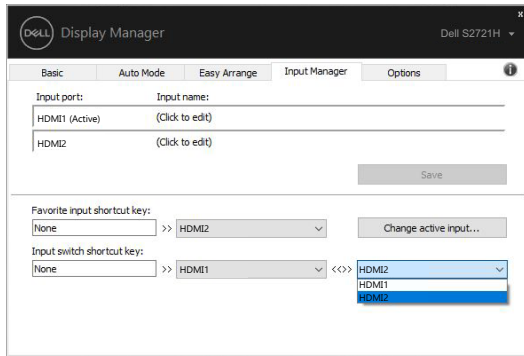 DELL Display Manager Dell S2721H
Basic Auto Mode Easy Arrange Input Manager Options
Input port: Input name:
HDMI1 (Active) (Click to edit)
HDMI2 (Click to edit)
Save
Favorite input shortcut key:
None >> HDMI2 Change active input...
Input switch shortcut key:
None >> HDMI1 <<>> HDMI2
HDMI1
HDMI2